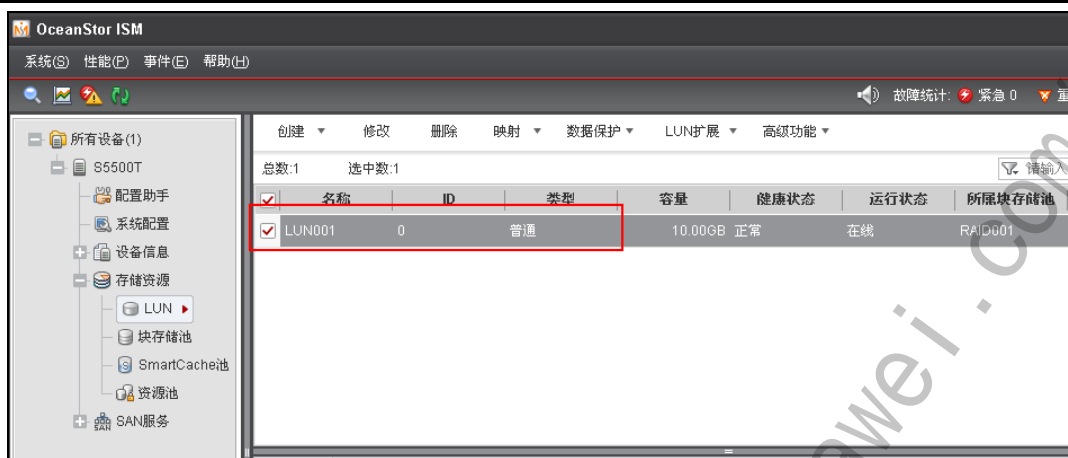 OceanStor ISM
系统(S) 性能(P) 事件(E) 帮助(H)
故障统计: 紧急 0 重
所有设备(1)
S5500T
配置助手
系统配置
设备信息
存储资源
LUN
块存储池
SmartCache池
资源池
SAN服务
创建 修改 删除 映射 数据保护 LUN扩展 高级功能
总数:1 选中数:1 请输入
名称 ID 类型 容量 健康状态 运行状态 所属块存储池
LUN001 0 普通 10.00GB 正常 在线 RAID001
awei.